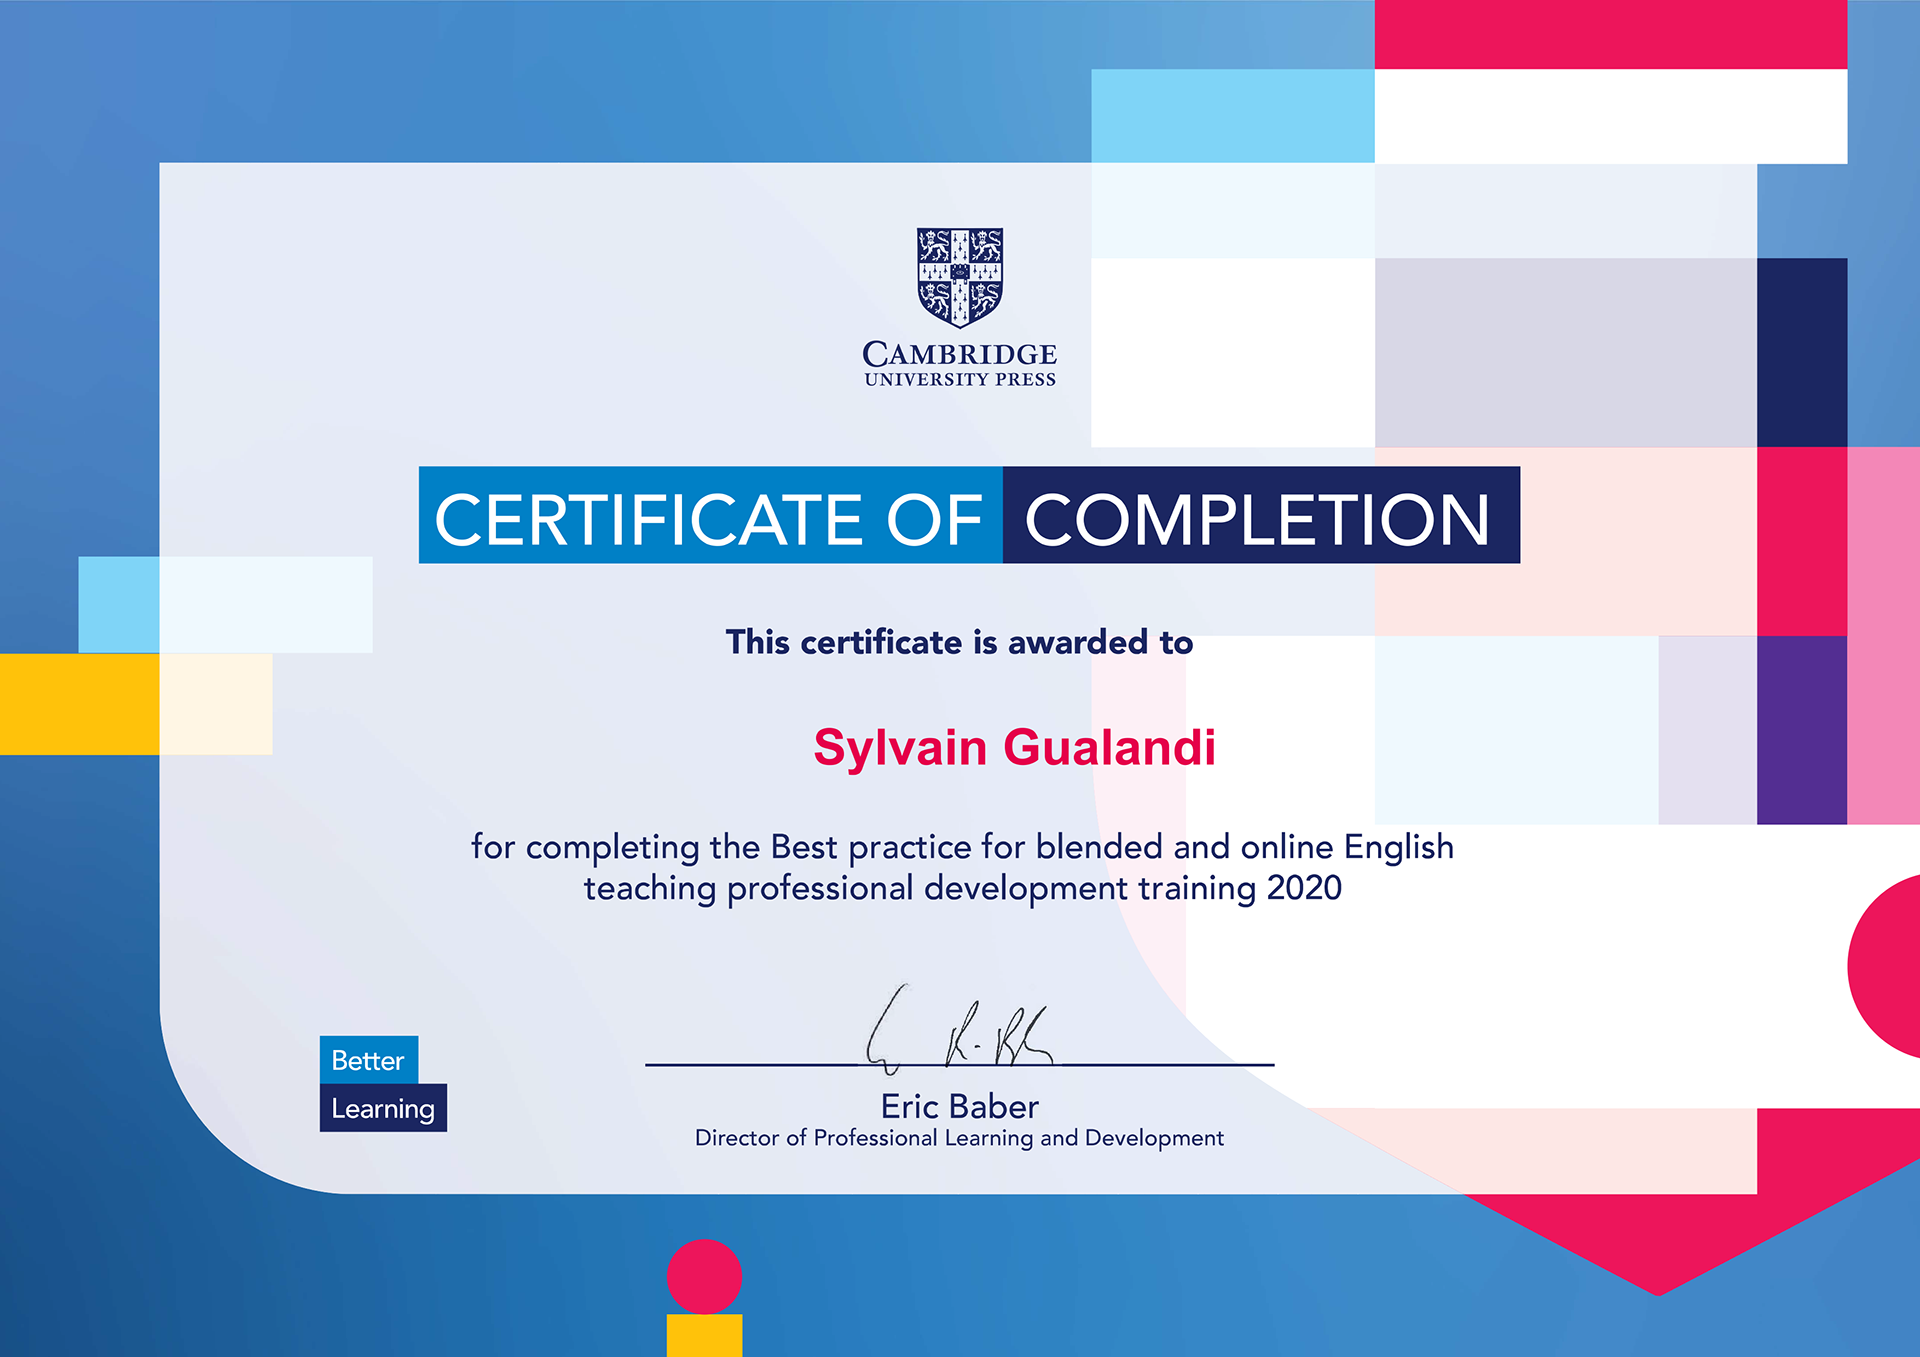 CAMBRIDGE
UNIVERSITY PRESS
CERTIFICATE OF COMPLETION
This certificate is awarded to
Sylvain Gualandi
for completing the Best practice for blended and online English
teaching professional development training 2020
Eric Baber
Director of Professional Learning and Development
Better
Learning